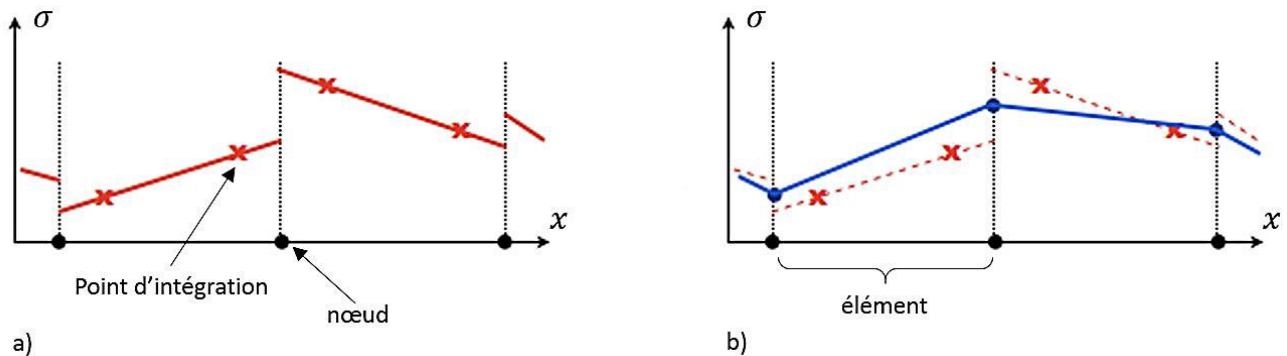 σ
x
Point d'intégration
nœud
a)
σ
x
élément
b)